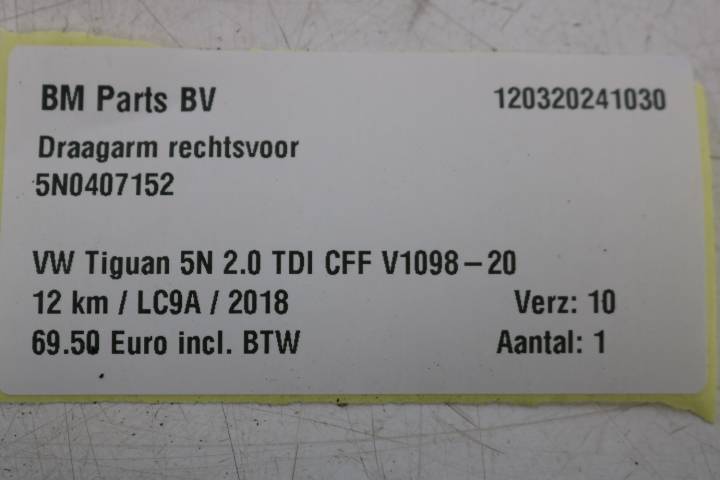 BM Parts BV 120320241030
Draagarm rechtsvoor
5N0407152
VW Tiguan 5N 2.0 TDI CFF V1098-20
12 km / LC9A / 2018 Verz: 10
69.50 Euro incl. BTW Aantal: 1